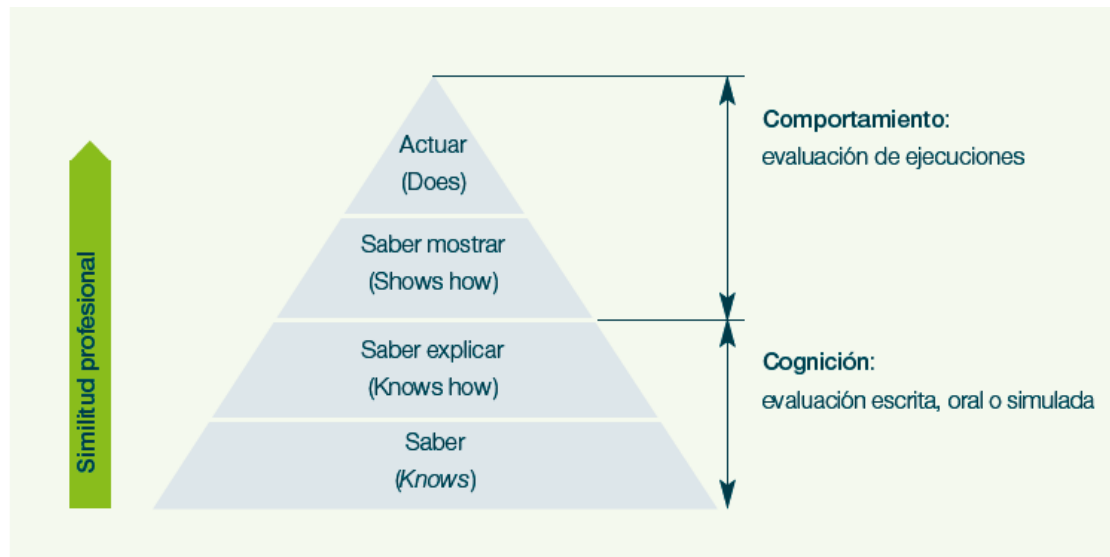 Similitud profesional
Actuar
(Does)
Saber mostrar
(Shows how)
Saber explicar
(Knows how)
Saber
(Knows)
Comportamiento:
evaluación de ejecuciones
Cognición:
evaluación escrita, oral o simulada